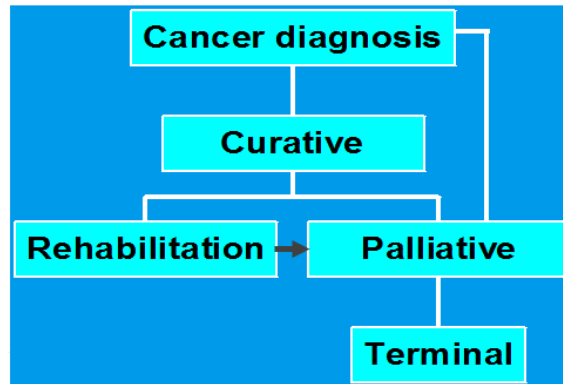 Cancer diagnosis
Curative
Rehabilitation
Palliative
Terminal